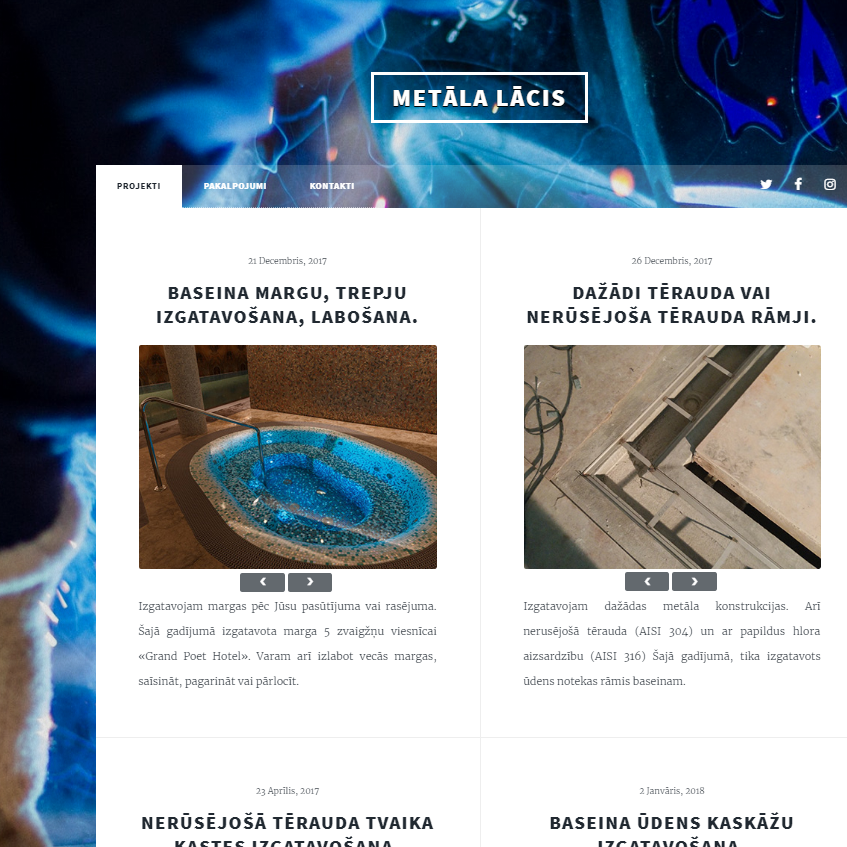 METĀLA LĀCIS
PROJEKTI
PAKALPOJUMI
KONTAKTI
21 Decembris, 2017
BASEINA MARGU, TREPJU
IZGATAVOŠANA, LABOŠANA.
Izgatavojam margas pēc Jūsu pasūtījuma vai rasējuma.
Šajā gadījumā izgatavota marga 5 zvaigžņu viesnīcai
«Grand Poet Hotel». Varam arī izlabot vecās margas,
saīsināt, pagarināt vai pārlocīt.
26 Decembris, 2017
DAŽĀDI TĒRAUDA VAI
NERŪSĒJOŠA TĒRAUDA RĀMJI.
Izgatavojam dažādas metāla konstrukcijas. Arī
nerusējošā tērauda (AISI 304) un ar papildus hlora
aizsardzību (AISI 316) Šajā gadījumā, tika izgatavots
ūdens notekas rāmis baseinam.
23 Aprīlis, 2017
NERŪSĒJOŠĀ TĒRAUDA TVAIKA
KASTES IZGATAVOŠANA
2 Janvāris, 2018
BASEINA ŪDENS KASKĀŽU
IZGATAVOŠANA